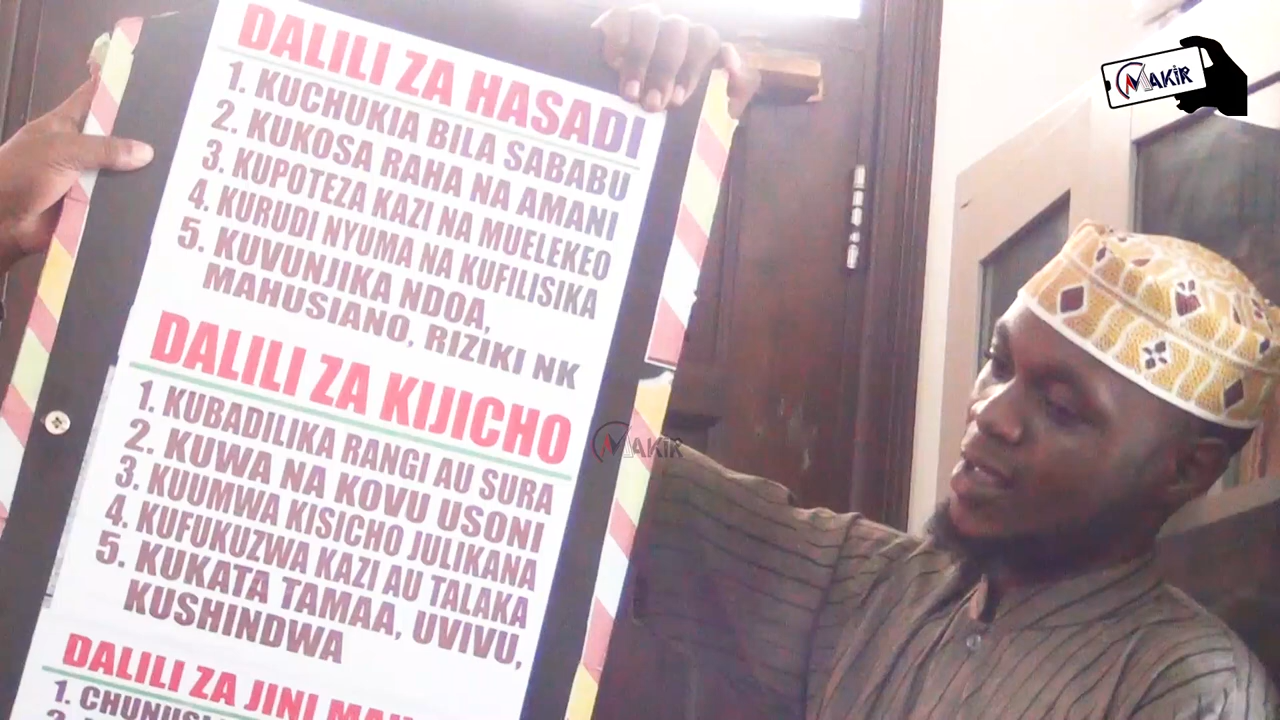 DALILI ZA HASADI
1. KUCHUKIA BILA SABABU
2. KUKOSA RAHA NA AMANI
3. KUPOTEZA KAZI NA MUELEKEO
4. KURUDI NYUMA NA KUFILISIKA
5. KUVUNJIKA NDOA,
MAHUSIANO, RIZIKI NK
DALILI ZA KIJICHO
1. KUBADILIKA RANGI AU SURA
2. KUWA NA KOVU USONI
3. KUUMWA KISICHO JULIKANA
4. KUFUKUZWA KAZI AU TALAKA
5. KUKATA TAMAA, UVIVU,
KUSHINDWA
DALILI ZA JINI
1.
MAKIR
MAKIR